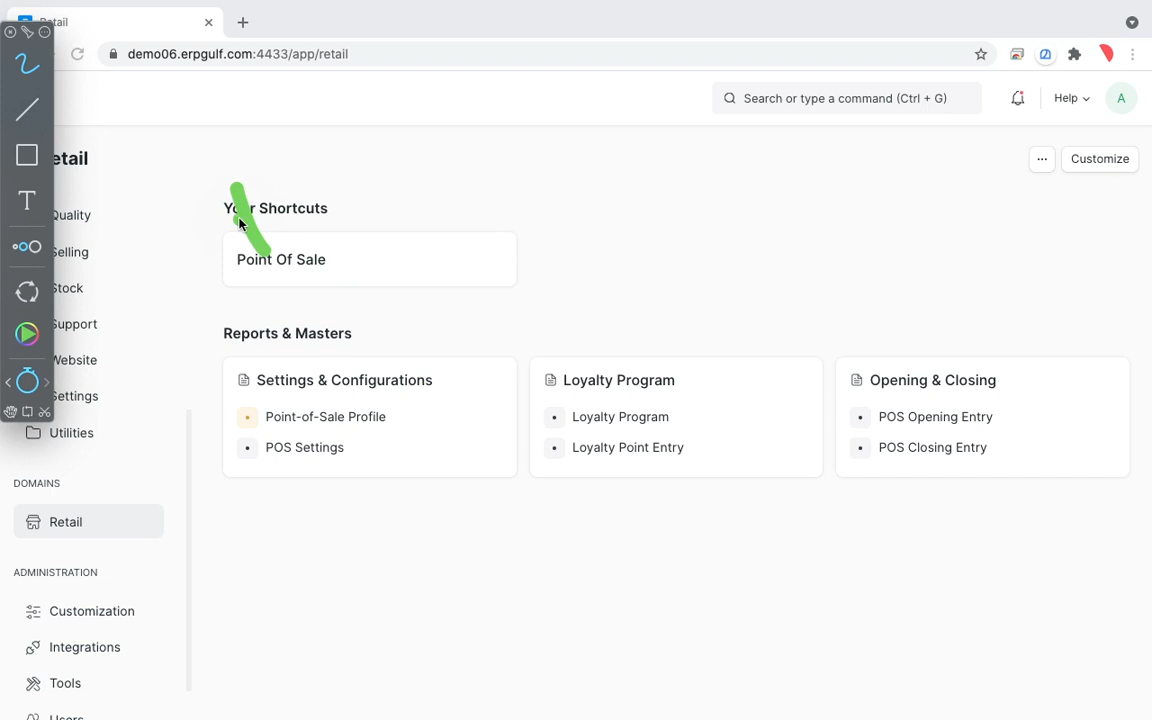 Retail
demo06.erpgulf.com:4433/app/retail
Search or type a command (Ctrl + G)
Help
A
etail
Customize
Quality
Selling
Stock
Support
Website
Settings
Utilities
DOMAINS
Retail
ADMINISTRATION
Customization
Integrations
Tools
Users
T
Your Shortcuts
Point Of Sale
Reports & Masters
Settings & Configurations
Point-of-Sale Profile
POS Settings
Loyalty Program
Loyalty Program
Loyalty Point Entry
Opening & Closing
POS Opening Entry
POS Closing Entry